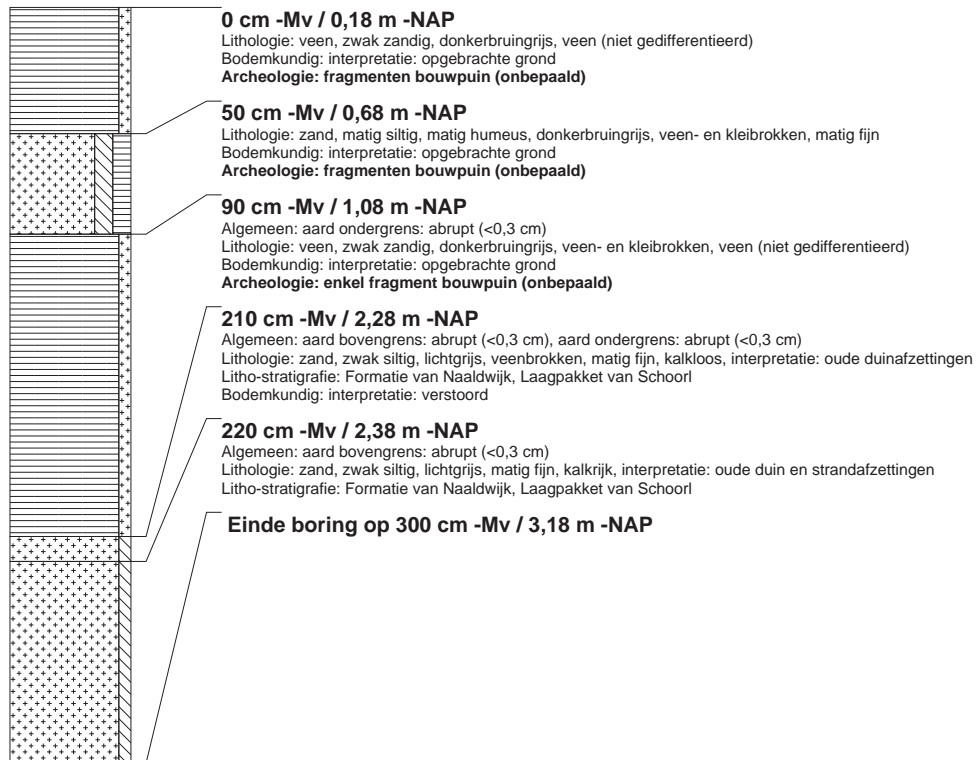 0 cm -Mv / 0,18 m -NAP
Lithologie: veen, zwak zandig, donkerbruingrijs, veen (niet gedifferentieerd)
Bodemkundig: interpretatie: opgebrachte grond
Archeologie: fragmenten bouwpuin (onbepaald)
50 cm -Mv / 0,68 m -NAP
Lithologie: zand, matig siltig, matig humeus, donkerbruingrijs, veen- en kleibrokken, matig fijn
Bodemkundig: interpretatie: opgebrachte grond
Archeologie: fragmenten bouwpuin (onbepaald)
90 cm -Mv / 1,08 m -NAP
Algemeen: aard ondergrens: abrupt (<0,3 cm)
Lithologie: veen, zwak zandig, donkerbruingrijs, veen- en kleibrokken, veen (niet gedifferentieerd)
Bodemkundig: interpretatie: opgebrachte grond
Archeologie: enkel fragment bouwpuin (onbepaald)
210 cm -Mv / 2,28 m -NAP
Algemeen: aard bovengrens: abrupt (<0,3 cm), aard ondergrens: abrupt (<0,3 cm)
Lithologie: zand, zwak siltig, lichtgrijs, veenbrokken, matig fijn, kalkloos, interpretatie: oude duinafzettingen
Litho-stratigrafie: Formatie van Naaldwijk, Laagpakket van Schoorl
Bodemkundig: interpretatie: verstoord
220 cm -Mv / 2,38 m -NAP
Algemeen: aard bovengrens: abrupt (<0,3 cm)
Lithologie: zand, zwak siltig, lichtgrijs, matig fijn, kalkrijk, interpretatie: oude duin en strandafzettingen
Litho-stratigrafie: Formatie van Naaldwijk, Laagpakket van Schoorl
Einde boring op 300 cm -Mv / 3,18 m -NAP